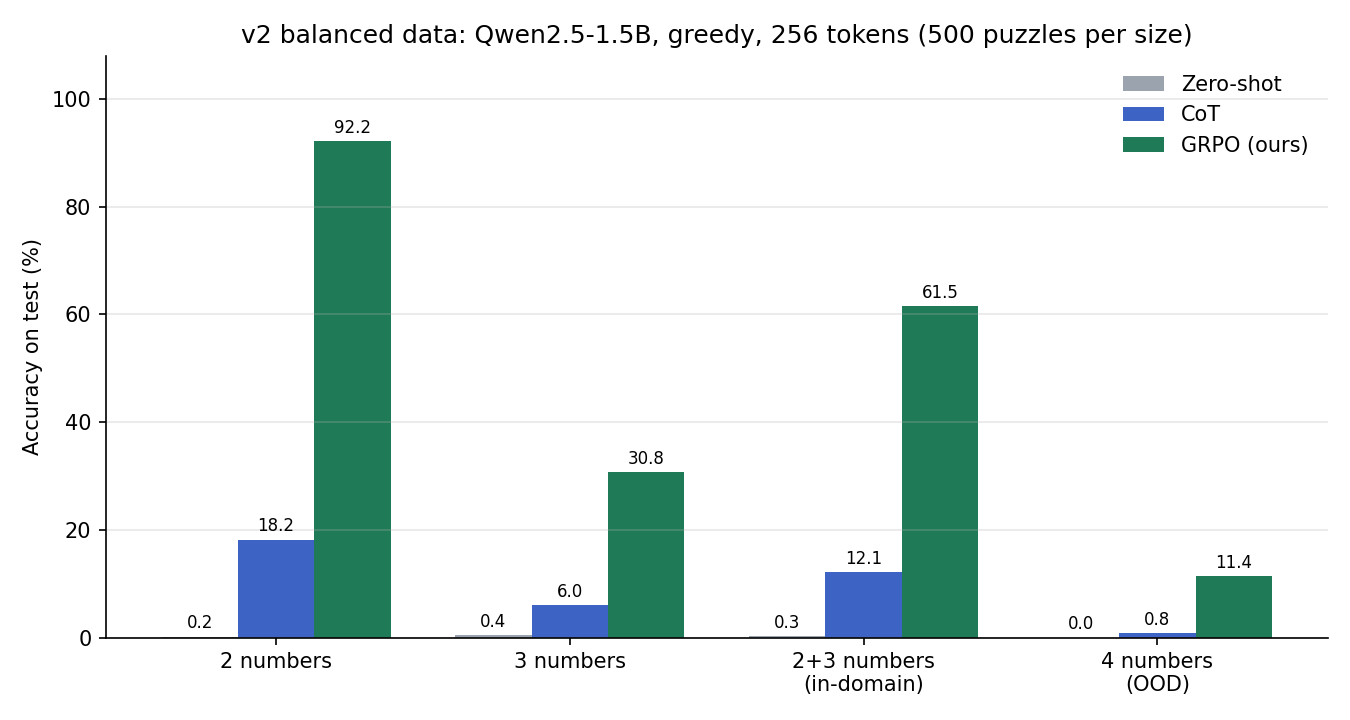 v2 balanced data: Qwen2.5-1.5B, greedy, 256 tokens (500 puzzles per size)
Zero-shot
CoT
GRPO (ours)
Accuracy on test (%)
100
80
60
40
20
0
0.2
18.2
92.2
0.4
6.0
30.8
0.3
12.1
61.5
0.0
0.8
11.4
2 numbers
3 numbers
2+3 numbers
(in-domain)
4 numbers
(OOD)